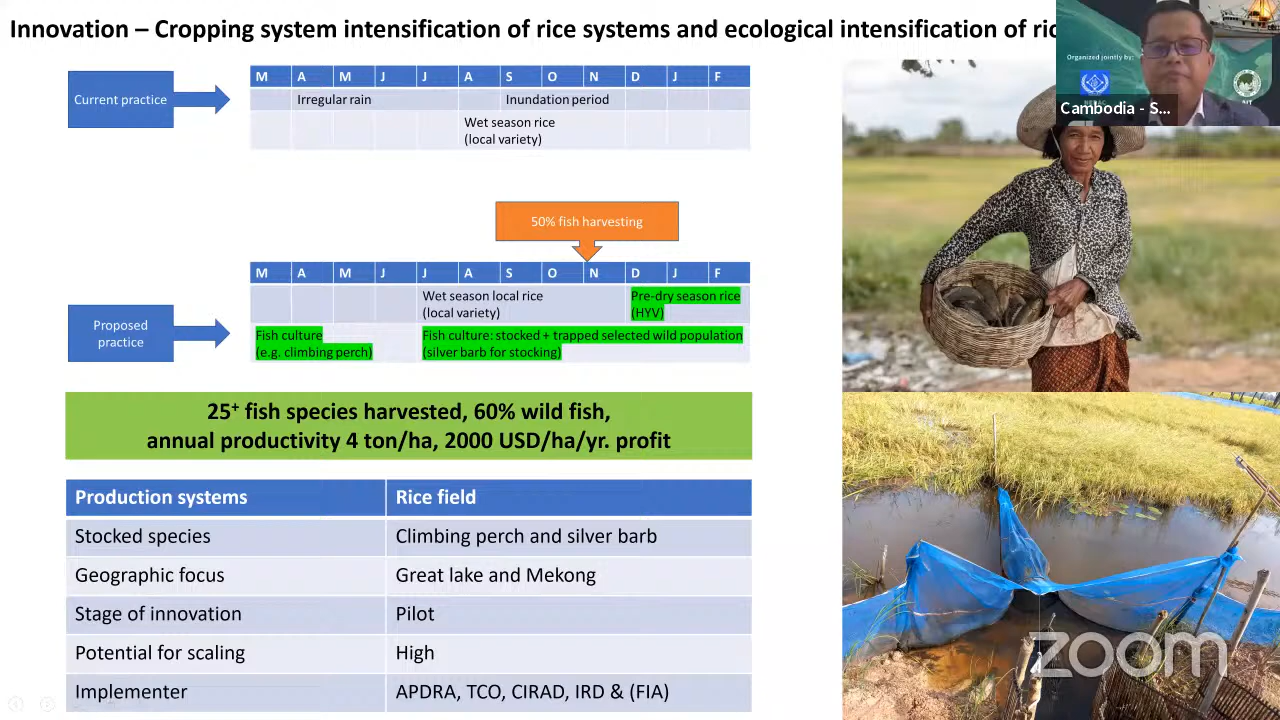 Innovation – Cropping system intensification of rice systems and ecological intensification of ric
Organized jointly by:
Cambodia - S...
Current practice
M A M J J A S O N D J F
Irregular rain Inundation period
Wet season rice
(local variety)
50% fish harvesting
M A M J J A S O N D J F
Proposed
practice
Wet season local rice
(local variety)
Pre-dry season rice
(HYV)
Fish culture
(e.g. climbing perch)
Fish culture: stocked + trapped selected wild population
(silver barb for stocking)
25+ fish species harvested, 60% wild fish,
annual productivity 4 ton/ha, 2000 USD/ha/yr. profit
Production systems Rice field
Stocked species Climbing perch and silver barb
Geographic focus Great lake and Mekong
Stage of innovation Pilot
Potential for scaling High
Implementer APDRA, TCO, CIRAD, IRD & (FIA)
zoom